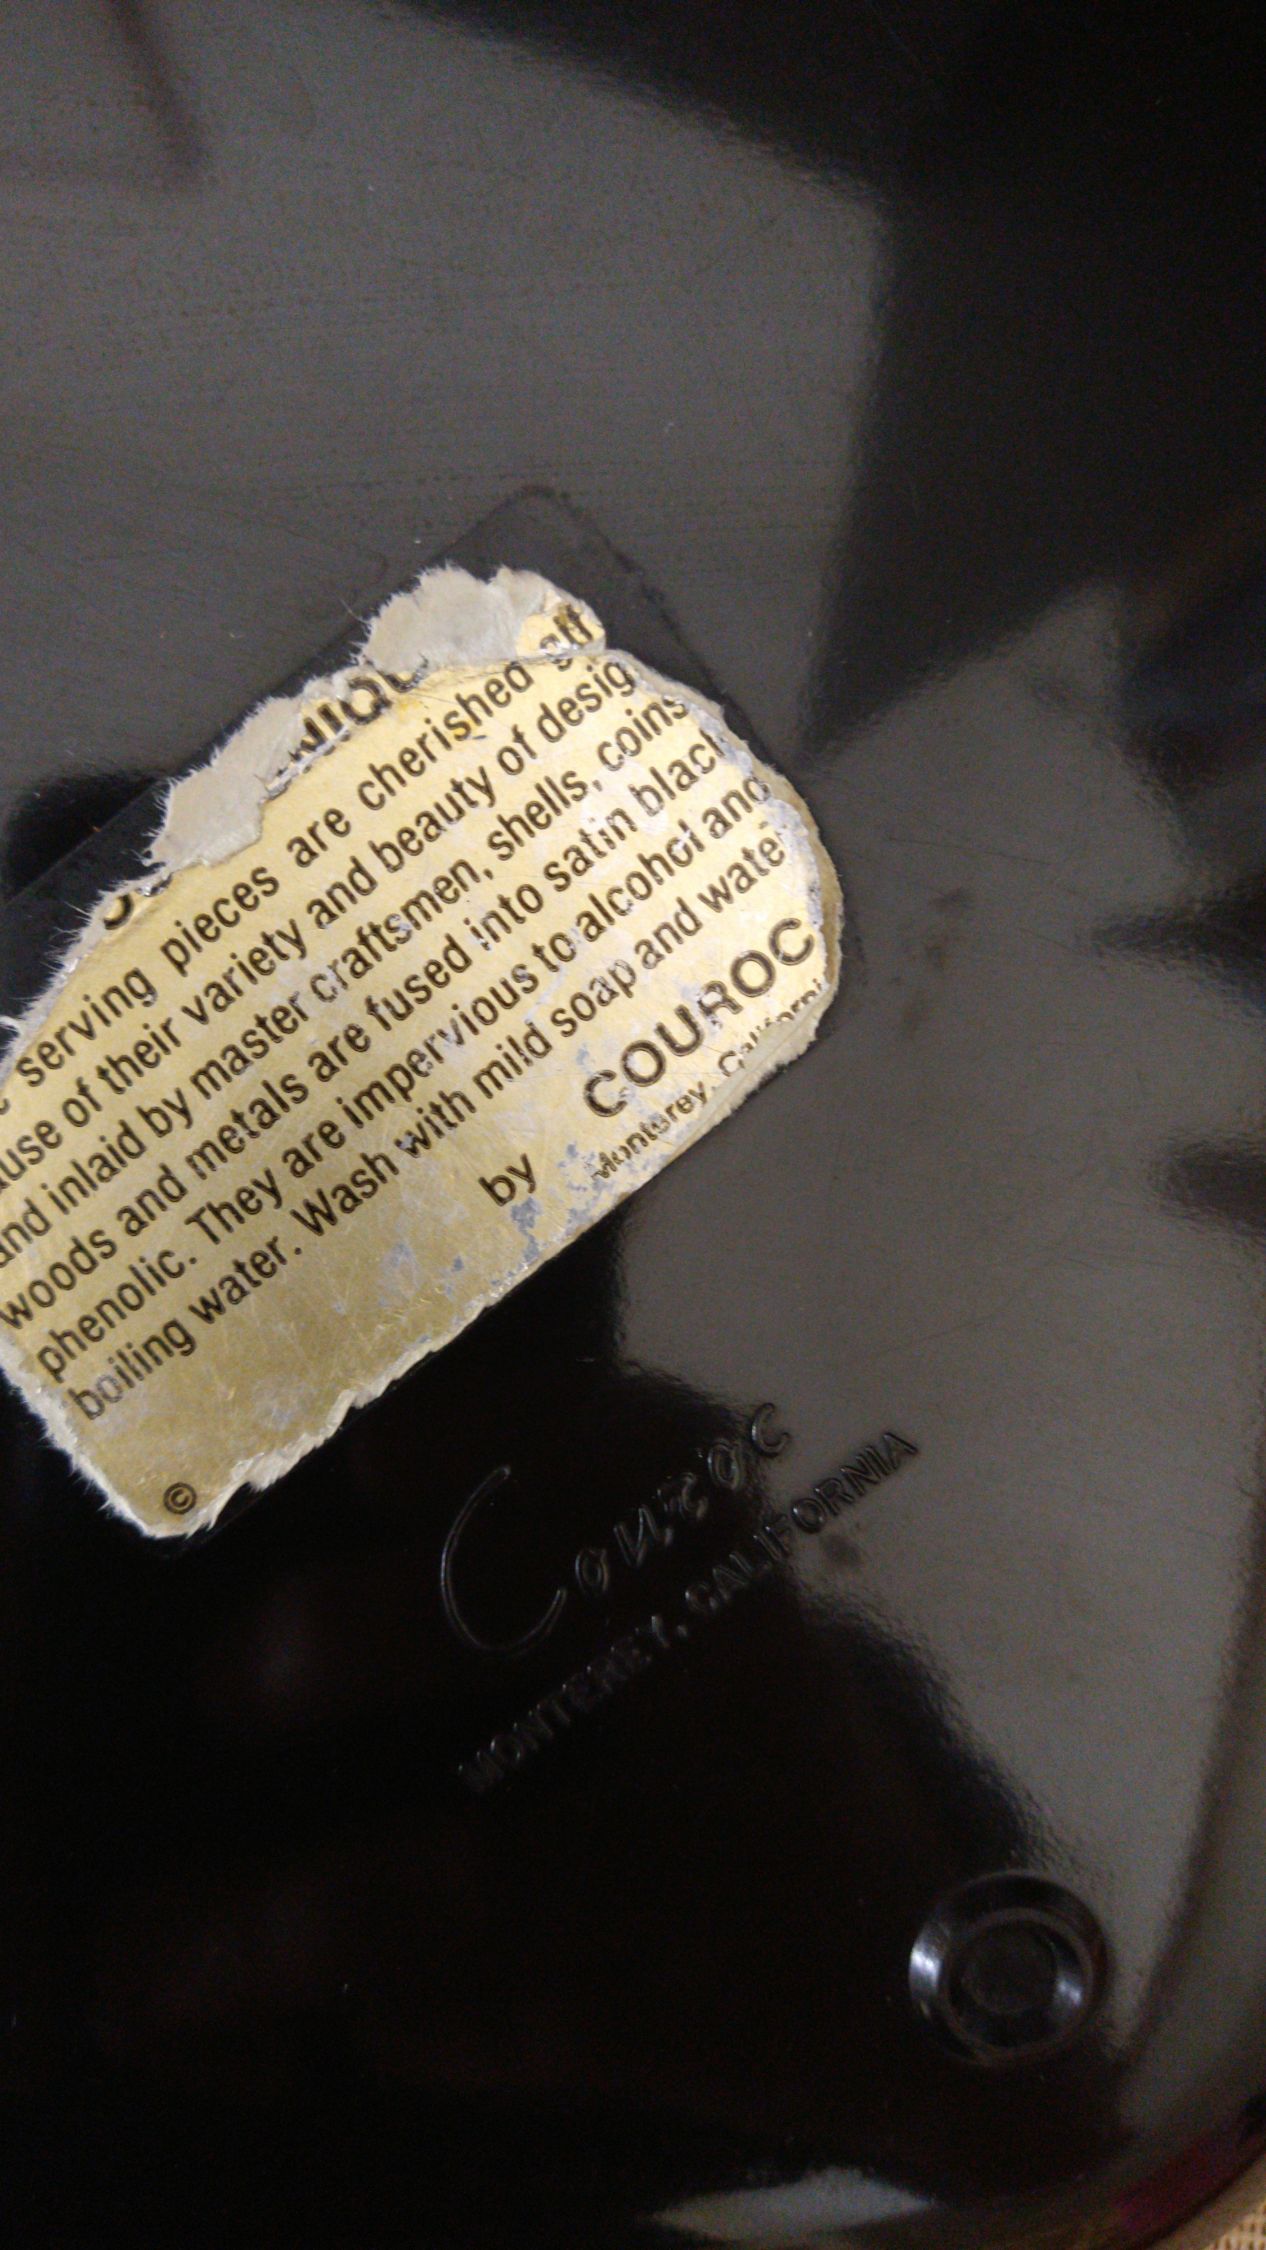 serving pieces are cherished
use of their variety and beauty of desig
and inlaid by master craftsmen, shells, coins
woods and metals are fused into satin black
phenolic. They are impervious to alcohol and
boiling water. Wash with mild soap and water
by COUROC
Monterey, Californi
©
Couroc
MONTEREY, CALIFORNIA